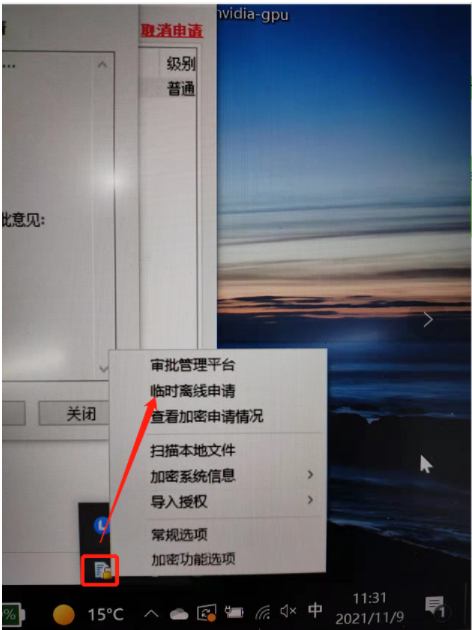 nvidia-gpu
取消申请
级别
普通
...
批意见:
审批管理平台
临时离线申请
查看加密申请情况
关闭
扫描本地文件
加密系统信息
导入授权
常规选项
加密功能选项
%
15°C
中
11:31
2021/11/9
1